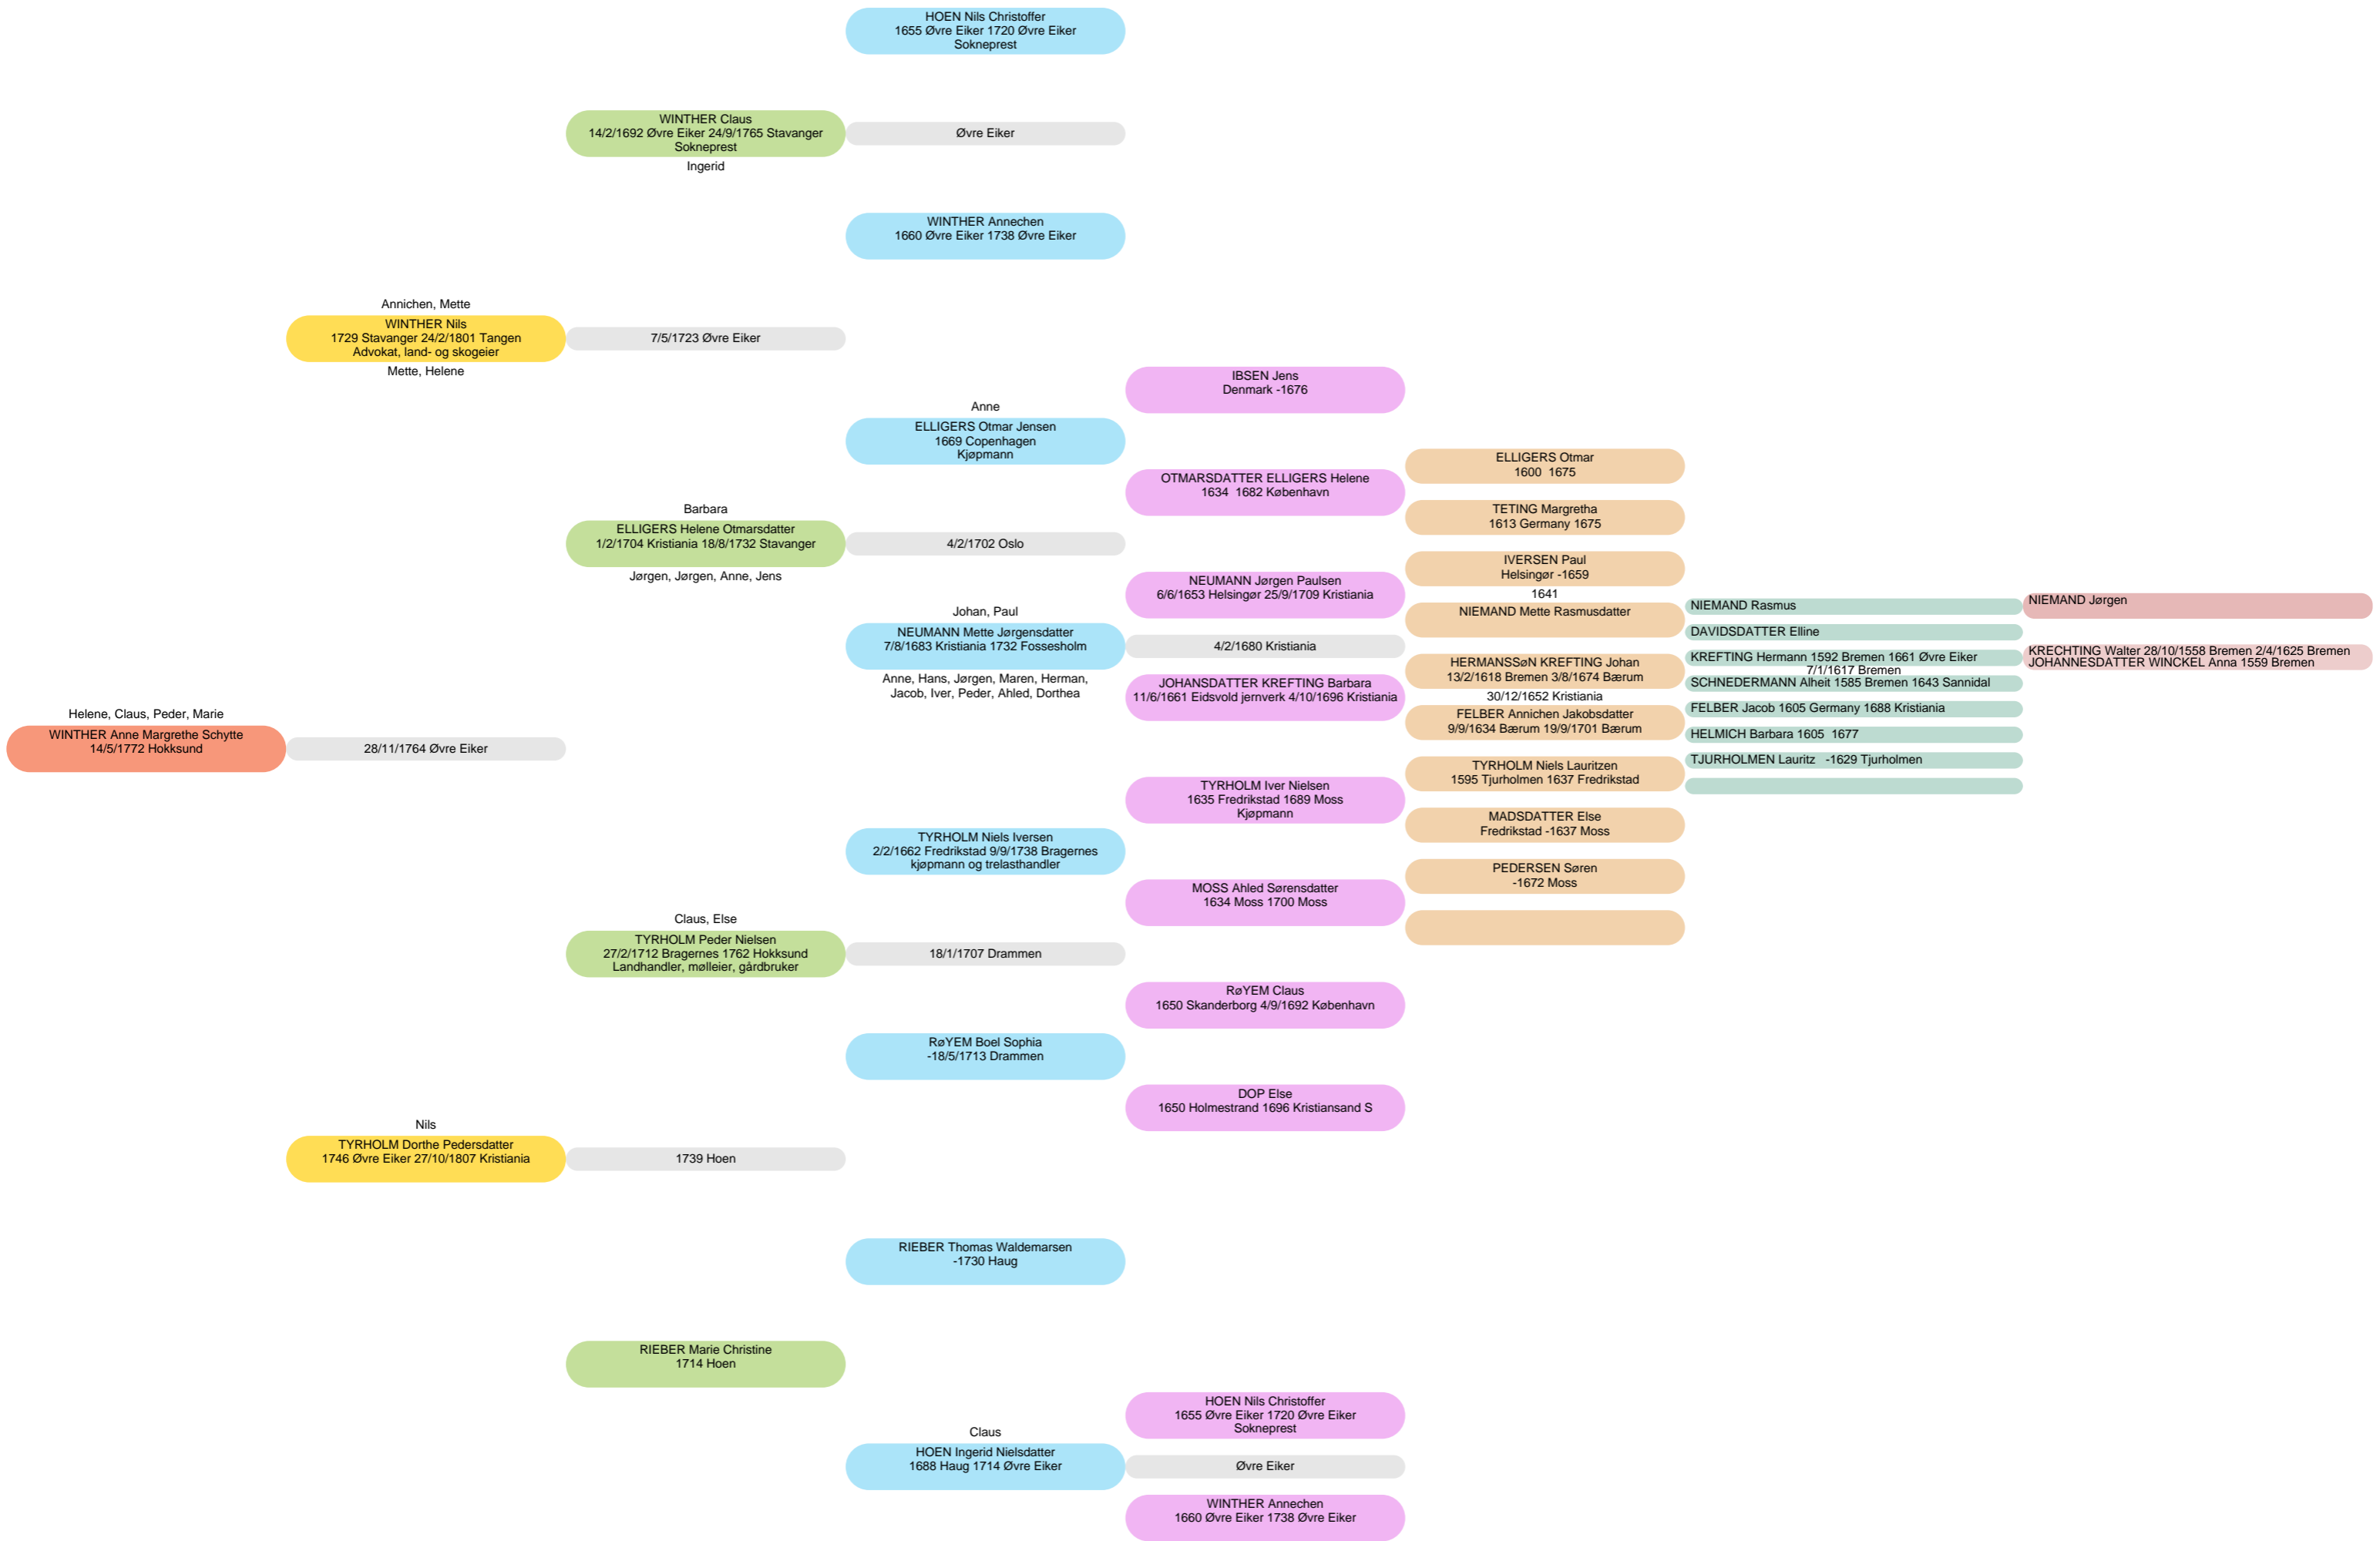 HOEN Nils Christoffer
1655 Øvre Eiker 1720 Øvre Eiker
Sokneprest
WINTHER Claus
14/2/1692 Øvre Eiker 24/9/1765 Stavanger
Sokneprest
Ingerid
Øvre Eiker
WINTHER Annechen
1660 Øvre Eiker 1738 Øvre Eiker
Annichen, Mette
WINTHER Nils
1729 Stavanger 24/2/1801 Tangen
Advokat, land- og skogeier
Mette, Helene
7/5/1723 Øvre Eiker
IBSEN Jens
Denmark -1676
Anne
ELLIGERS Otmar Jensen
1669 Copenhagen
Kjøpmann
OTMARSDATTER ELLIGERS Helene
1634  1682 København
ELLIGERS Otmar
1600  1675
TETING Margretha
1613 Germany 1675
Barbara
ELLIGERS Helene Otmarsdatter
1/2/1704 Kristiania 18/8/1732 Stavanger
Jørgen, Jørgen, Anne, Jens
4/2/1702 Oslo
NEUMANN Jørgen Paulsen
6/6/1653 Helsingør 25/9/1709 Kristiania
IVERSEN Paul
Helsingør -1659
1641
NIEMAND Mette Rasmusdatter
NIEMAND Rasmus
NIEMAND Jørgen
DAVIDSDATTER Elline
Johan, Paul
NEUMANN Mette Jørgensdatter
7/8/1683 Kristiania 1732 Fossesholm
Anne, Hans, Jørgen, Maren, Herman,
Jacob, Iver, Peder, Ahled, Dorthea
4/2/1680 Kristiania
JOHANSDATTER KREFTING Barbara
11/6/1661 Eidsvold jernverk 4/10/1696 Kristiania
HERMANSSøN KREFTING Johan
13/2/1618 Bremen 3/8/1674 Bærum
30/12/1652 Kristiania
FELBER Annichen Jakobsdatter
9/9/1634 Bærum 19/9/1701 Bærum
KREFTING Hermann 1592 Bremen 1661 Øvre Eiker
7/1/1617 Bremen
SCHNEDERMANN Alheit 1585 Bremen 1643 Sannidal
KRECHTING Walter 28/10/1558 Bremen 2/4/1625 Bremen
JOHANNESDATTER WINCKEL Anna 1559 Bremen
FELBER Jacob 1605 Germany 1688 Kristiania
HELMICH Barbara 1605  1677
TJURHOLMEN Lauritz   -1629 Tjurholmen
Helene, Claus, Peder, Marie
WINTHER Anne Margrethe Schytte
14/5/1772 Hokksund
28/11/1764 Øvre Eiker
TYRHOLM Iver Nielsen
1635 Fredrikstad 1689 Moss
Kjøpmann
TYRHOLM Niels Lauritzen
1595 Tjurholmen 1637 Fredrikstad
MADSDATTER Else
Fredrikstad -1637 Moss
TYRHOLM Niels Iversen
2/2/1662 Fredrikstad 9/9/1738 Bragernes
kjøpmann og trelasthandler
MOSS Ahled Sørensdatter
1634 Moss 1700 Moss
PEDERSEN Søren
-1672 Moss
Claus, Else
TYRHOLM Peder Nielsen
27/2/1712 Bragernes 1762 Hokksund
Landhandler, mølleier, gårdbruker
18/1/1707 Drammen
RøYEM Claus
1650 Skanderborg 4/9/1692 København
RøYEM Boel Sophia
-18/5/1713 Drammen
DOP Else
1650 Holmestrand 1696 Kristiansand S
Nils
TYRHOLM Dorthe Pedersdatter
1746 Øvre Eiker 27/10/1807 Kristiania
1739 Hoen
RIEBER Thomas Waldemarsen
-1730 Haug
RIEBER Marie Christine
1714 Hoen
HOEN Nils Christoffer
1655 Øvre Eiker 1720 Øvre Eiker
Sokneprest
Claus
HOEN Ingerid Nielsdatter
1688 Haug 1714 Øvre Eiker
Øvre Eiker
WINTHER Annechen
1660 Øvre Eiker 1738 Øvre Eiker